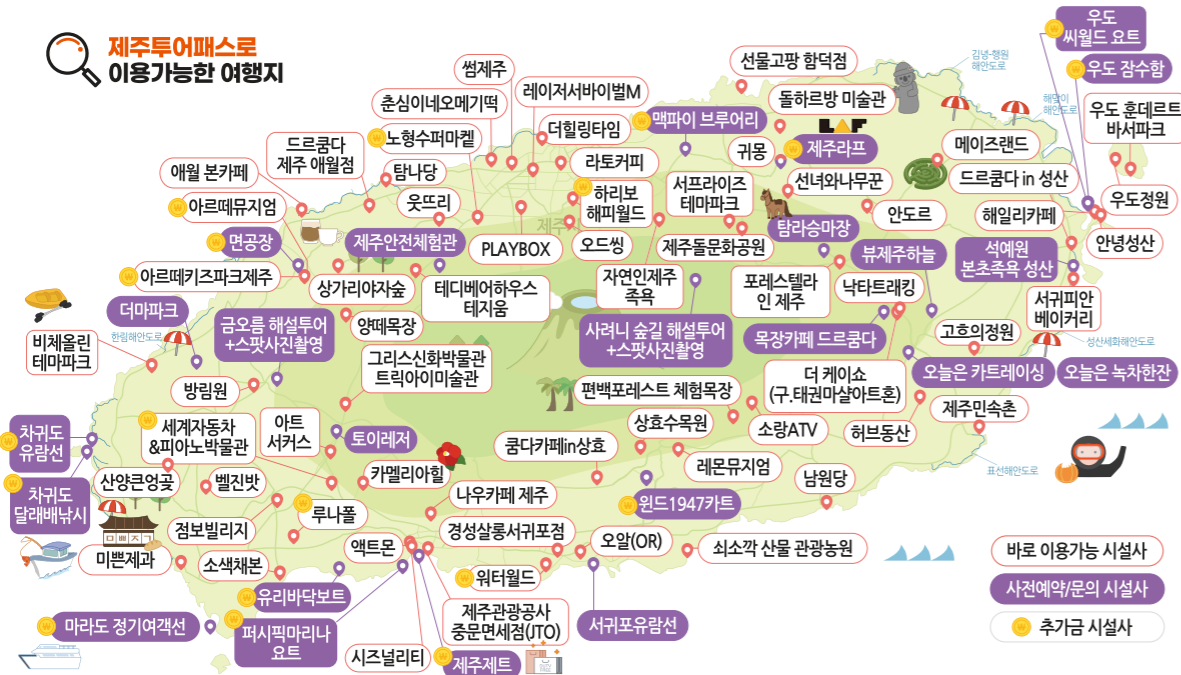 제주투어패스로
이용가능한 여행지
우도
씨월드 요트
우도 잠수함
김녕-행원
해안도로
해맞이
해안도로
우도 훈데르트
바서파크
선물고팡 함덕점
썸제주
레이저서바이벌M
돌하르방 미술관
춘심이네오메기떡
맥파이 브루어리
더힐링타임
노형수퍼마켙
드르쿰다
제주 애월점
귀몽
제주라프
메이즈랜드
라토커피
애월 본카페
탐나당
하리보
해피월드
서프라이즈
테마파크
선녀와나무꾼
드르쿰다 in 성산
우도정원
아르떼뮤지엄
웃뜨리
안도르
해일리카페
탐라승마장
면공장
제주안전체험관
제주시
PLAYBOX
오드씽
제주돌문화공원
뷰제주하늘
석예원
본초족욕 성산
안녕성산
아르떼키즈파크제주
상가리야자숲
테디베어하우스
테지움
자연인제주
족욕
포레스텔라
인 제주
낙타트래킹
서귀피안
베이커리
더마파크
한림해안도로
비체올린
테마파크
금오름 해설투어
+스팟사진촬영
양떼목장
사려니 숲길 해설투어
+스팟사진촬영
목장카페 드르쿰다
고흐의정원
성산세화해안도로
그리스신화박물관
트릭아이미술관
방림원
편백포레스트 체험목장
더 케이쇼
(구.태권마샬아트혼)
오늘은 카트레이싱
오늘은 녹차한잔
제주민속촌
차귀도
유람선
세계자동차
&피아노박물관
아트
서커스
토이레저
쿰다카페in상효
상효수목원
소랑ATV
허브동산
표선해안도로
산양큰엉곶
벨진밧
카멜리아힐
레몬뮤지엄
남원당
차귀도
달래배낚시
나우카페 제주
윈드1947카트
점보빌리지
루나폴
경성살롱서귀포점
오알(OR)
쇠소깍 산물 관광농원
미쁘제과
미쁜제과
소색채본
액트몬
워터월드
바로 이용가능 시설사
사전예약/문의 시설사
추가금 시설사
유리바닥보트
마라도 정기여객선
퍼시픽마리나
요트
시즈널리티
제주제트
제주관광공사
중문면세점(JTO)
서귀포유람선